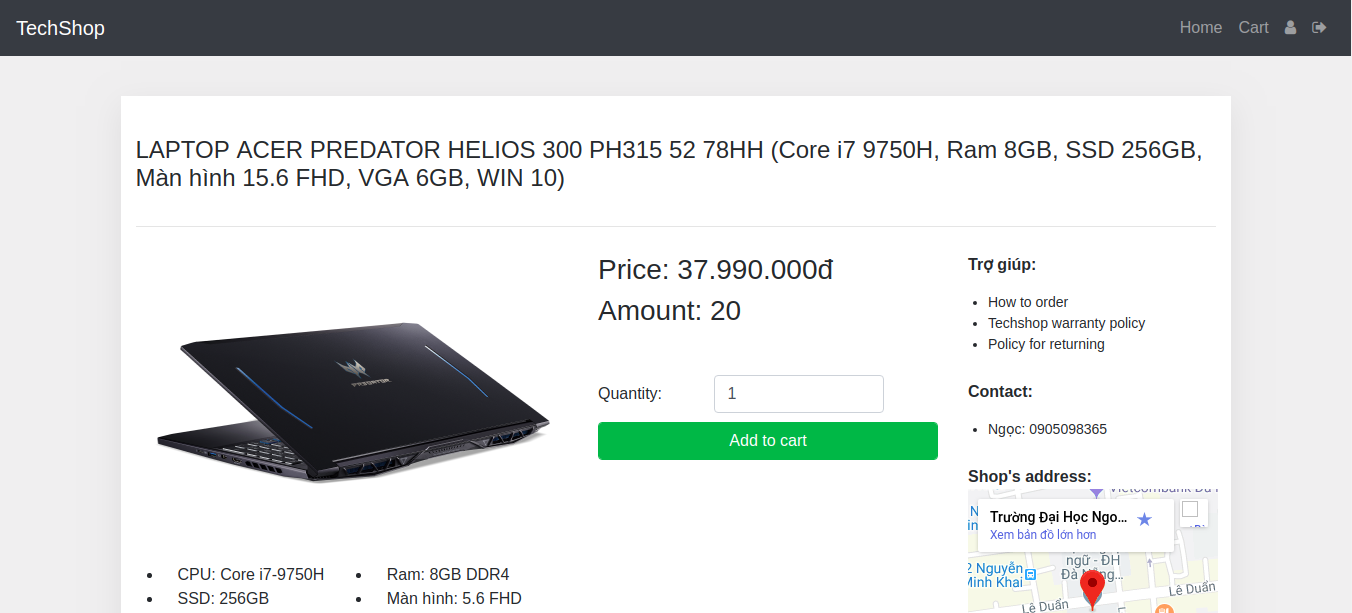 TechShop
Home Cart
LAPTOP ACER PREDATOR HELIOS 300 PH315 52 78HH (Core i7 9750H, Ram 8GB, SSD 256GB,
Màn hình 15.6 FHD, VGA 6GB, WIN 10)
PREDATOR
Price: 37.990.000đ
Amount: 20
Quantity: 1
Add to cart
CPU: Core i7-9750H
SSD: 256GB
Ram: 8GB DDR4
Màn hình: 5.6 FHD
Trợ giúp:
How to order
Techshop warranty policy
Policy for returning
Contact:
Ngọc: 0905098365
Shop's address:
Trường Đại Học Ngo...
Xem bản đồ lớn hơn
ngữ - ĐH
Đà Nẵng...
2 Nguyễn
Minh Khai
Lê Duẩn
Lê Duẩn